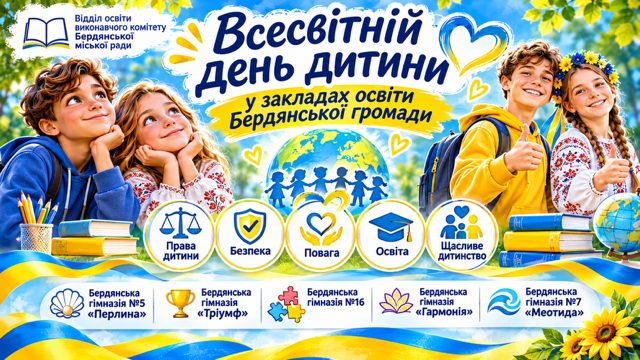 Відділ освіти
виконавчого комітету
Бердянської
міської ради
Всесвітній
день дитини
у закладах освіти
Бердянської громади
Права
дитини
Безпека
Повага
Освіта
Щасливе
дитинство
Бердянська
гімназія №5
«Перлина»
Бердянська
гімназія
«Тріумф»
Бердянська
гімназія №16
Бердянська
гімназія
«Гармонія»
Бердянська
гімназія №7
«Меотида»